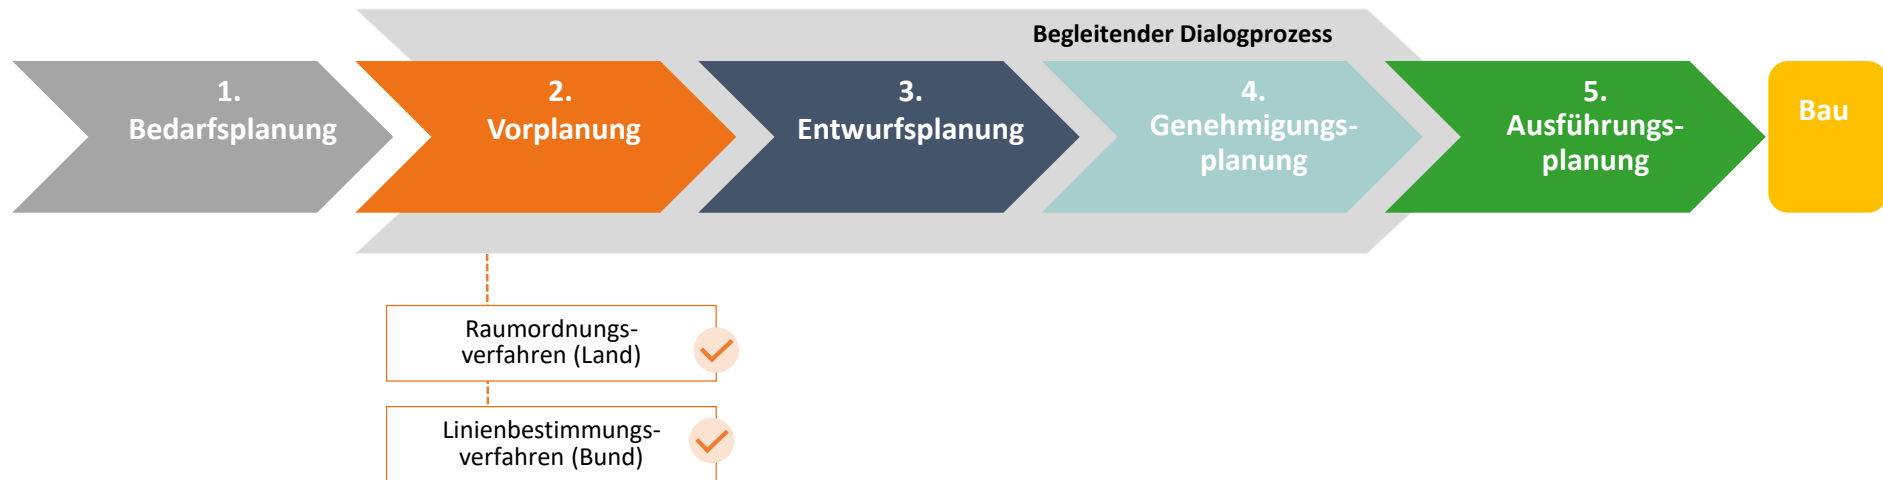 Begleitender Dialogprozess
1.
Bedarfsplanung
2.
Vorplanung
3.
Entwurfsplanung
4.
Genehmigungs-
planung
5.
Ausführungs-
planung
Bau
Raumordnungs-
verfahren (Land)
Linienbestimmungs-
verfahren (Bund)